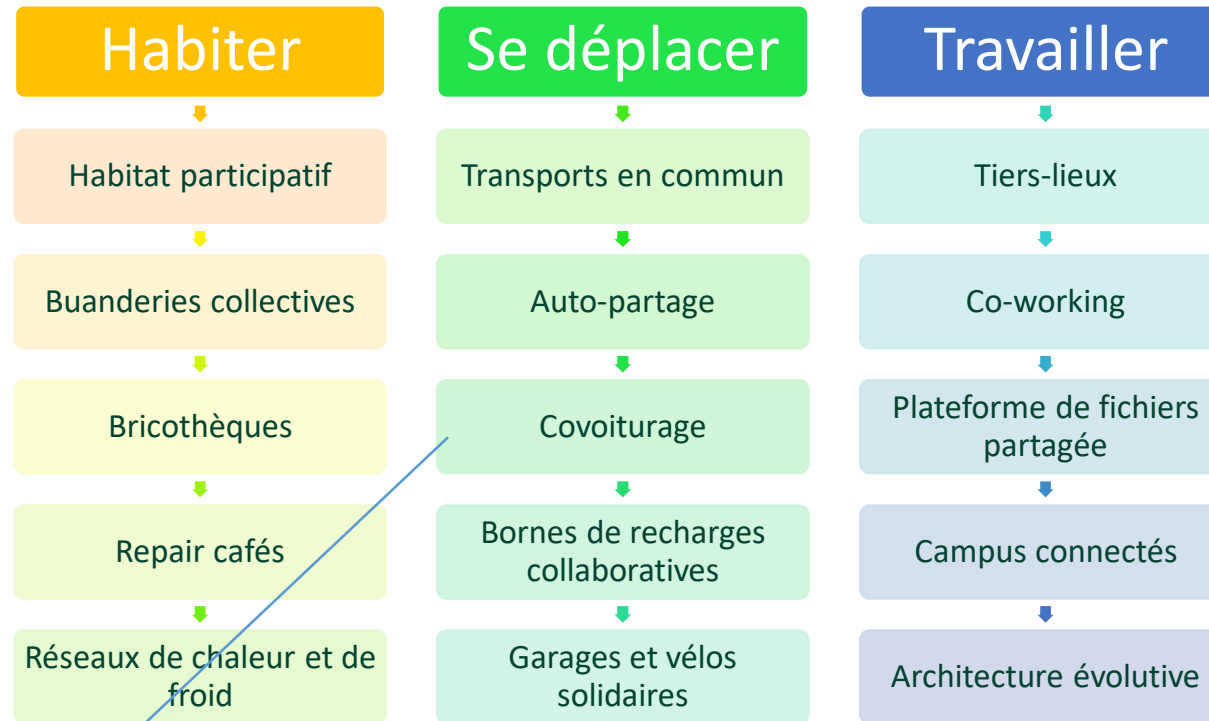 Habiter
Habitat participatif
Buanderies collectives
Bricothèques
Repair cafés
Réseaux de chaleur et de
froid
Se déplacer
Transports en commun
Auto-partage
Covoiturage
Bornes de recharges
collaboratives
Garages et vélos
solidaires
Travailler
Tiers-lieux
Co-working
Plateforme de fichiers
partagée
Campus connectés
Architecture évolutive